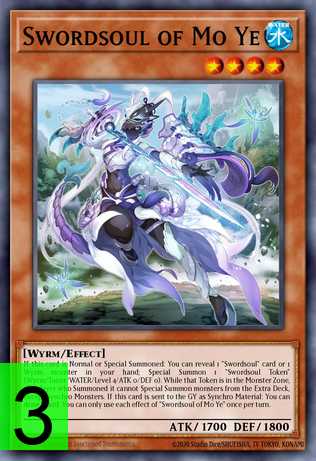 Swordsoul of Mo Ye
WATER
水
[Wyrm/Effect]
If this card is Normal or Special Summoned: You can reveal 1 "Swordsoul" card or 1
Wyrm monster in your hand; Special Summon 1 "Swordsoul Token"
(Wyrm/Tuner/WATER/Level 4/ATK 0/DEF 0). While that Token is in the Monster Zone,
Summoned it cannot Special Summon monsters from the Extra Deck,
Synchro Monsters. If this card is sent to the GY as Synchro Material: You can
card. You can only use each effect of "Swordsoul of Mo Ye" once per turn.
ATK / 1700 DEF / 1800
3
©2020 Studio Dice/SHUEISHA, TV TOKYO, KONAMI